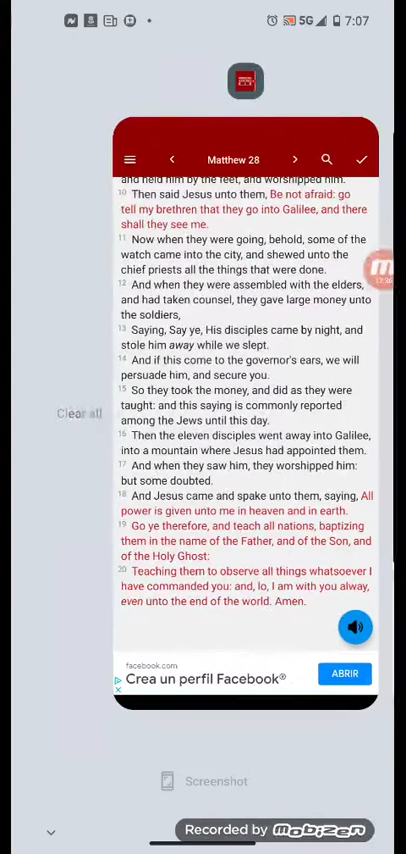 5G 7:07
Matthew 28
and held him by the feet, and worshipped him.
10 Then said Jesus unto them, Be not afraid: go
tell my brethren that they go into Galilee, and there
shall they see me.
11 Now when they were going, behold, some of the
watch came into the city, and shewed unto the
chief priests all the things that were done.
12 And when they were assembled with the elders,
and had taken counsel, they gave large money unto
the soldiers,
13 Saying, Say ye, His disciples came by night, and
stole him away while we slept.
14 And if this come to the governor's ears, we will
persuade him, and secure you.
15 So they took the money, and did as they were
taught: and this saying is commonly reported
among the Jews until this day.
16 Then the eleven disciples went away into Galilee,
into a mountain where Jesus had appointed them.
17 And when they saw him, they worshipped him:
but some doubted.
18 And Jesus came and spake unto them, saying, All
power is given unto me in heaven and in earth.
19 Go ye therefore, and teach all nations, baptizing
them in the name of the Father, and of the Son, and
of the Holy Ghost:
20 Teaching them to observe all things whatsoever I
have commanded you: and, lo, I am with you alway,
even unto the end of the world. Amen.
Clear all
facebook.com
Crea un perfil Facebook®
ABRIR
Screenshot
Recorded by mobizen